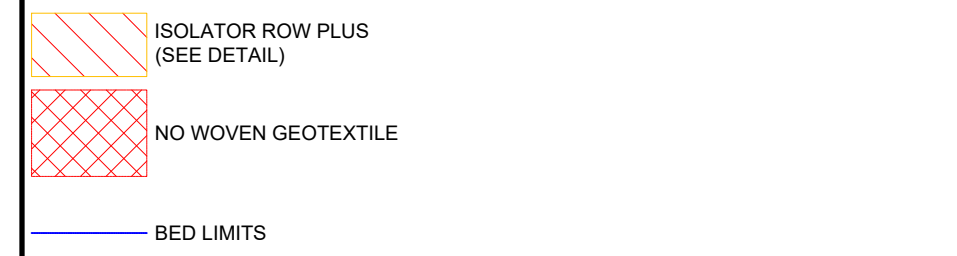 ISOLATOR ROW PLUS
(SEE DETAIL)
NO WOVEN GEOTEXTILE
BED LIMITS